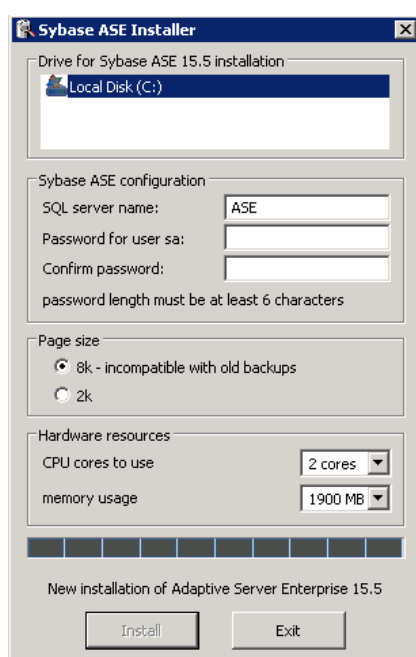 Sybase ASE Installer
Drive for Sybase ASE 15.5 installation
Local Disk (C:)
Sybase ASE configuration
SQL server name: ASE
Password for user sa:
Confirm password:
password length must be at least 6 characters
Page size
8k - incompatible with old backups
2k
Hardware resources
CPU cores to use 2 cores
memory usage 1900 MB
New installation of Adaptive Server Enterprise 15.5
Install Exit